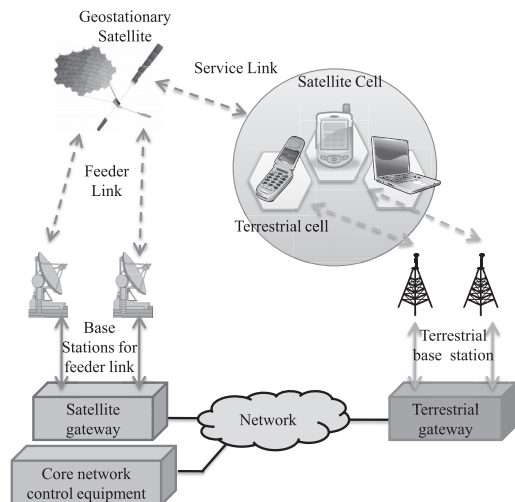 Geostationary
Satellite
Service Link
Satellite Cell
Feeder
Link
Terrestrial cell
Base
Stations for
feeder link
Terrestrial
base station
Satellite
gateway
Network
Terrestrial
gateway
Core network
control equipment